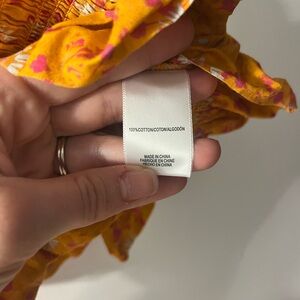 100%COTTON/COTON/ALGODÓN
MADE IN CHINA
FABRIQUÉ EN CHINE
HECHO EN CHINA